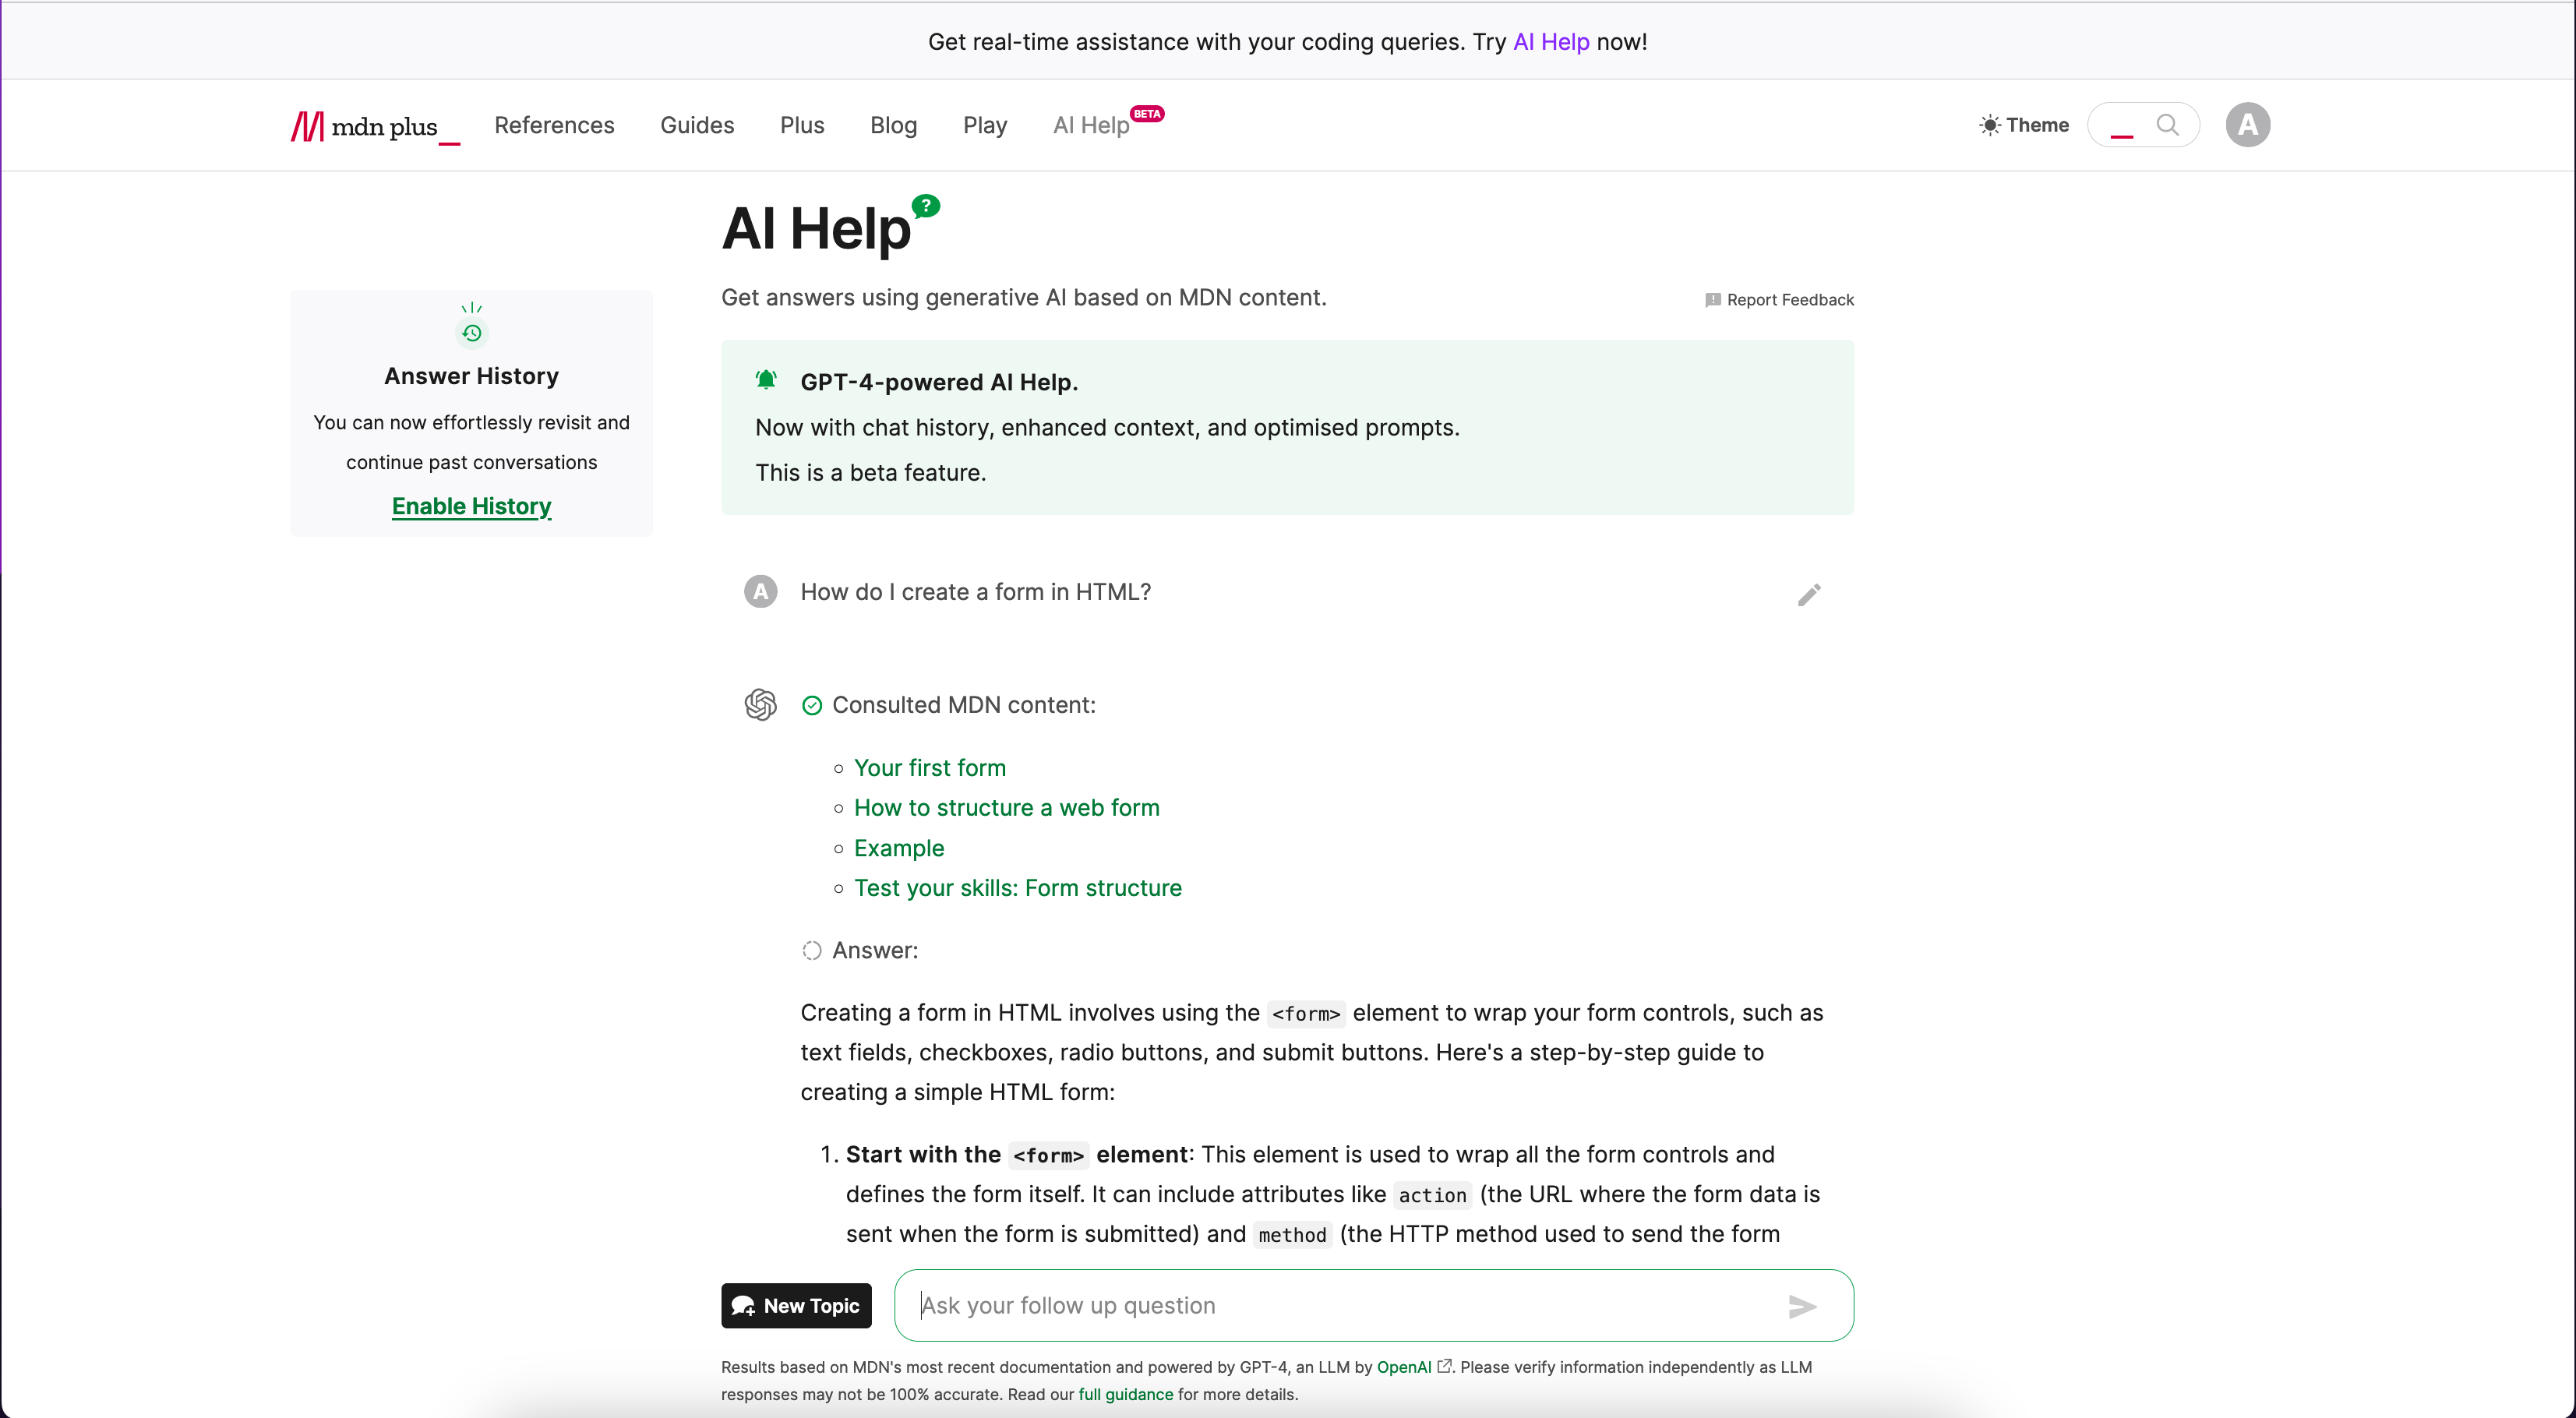 Get real-time assistance with your coding queries. Try AI Help now!
mdn plus_
References
Guides
Plus
Blog
Play
AI Help
BETA
Theme
A
AI Help
?
Get answers using generative AI based on MDN content.
Report Feedback
Answer History
You can now effortlessly revisit and
continue past conversations
Enable History
GPT-4-powered AI Help.
Now with chat history, enhanced context, and optimised prompts.
This is a beta feature.
A
How do I create a form in HTML?
Consulted MDN content:
Your first form
How to structure a web form
Example
Test your skills: Form structure
Answer:
Creating a form in HTML involves using the <form> element to wrap your form controls, such as
text fields, checkboxes, radio buttons, and submit buttons. Here's a step-by-step guide to
creating a simple HTML form:
1. Start with the <form> element: This element is used to wrap all the form controls and
defines the form itself. It can include attributes like action (the URL where the form data is
sent when the form is submitted) and method (the HTTP method used to send the form
New Topic
Ask your follow up question
Results based on MDN's most recent documentation and powered by GPT-4, an LLM by OpenAI. Please verify information independently as LLM
responses may not be 100% accurate. Read our full guidance for more details.